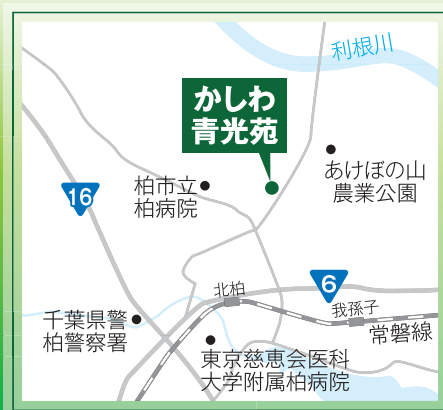 利根川
かしわ
青光苑
あけぼの山
農業公園
柏市立
柏病院
16
6
北柏
我孫子
常磐線
千葉県警
柏警察署
東京慈恵会医科
大学附属柏病院